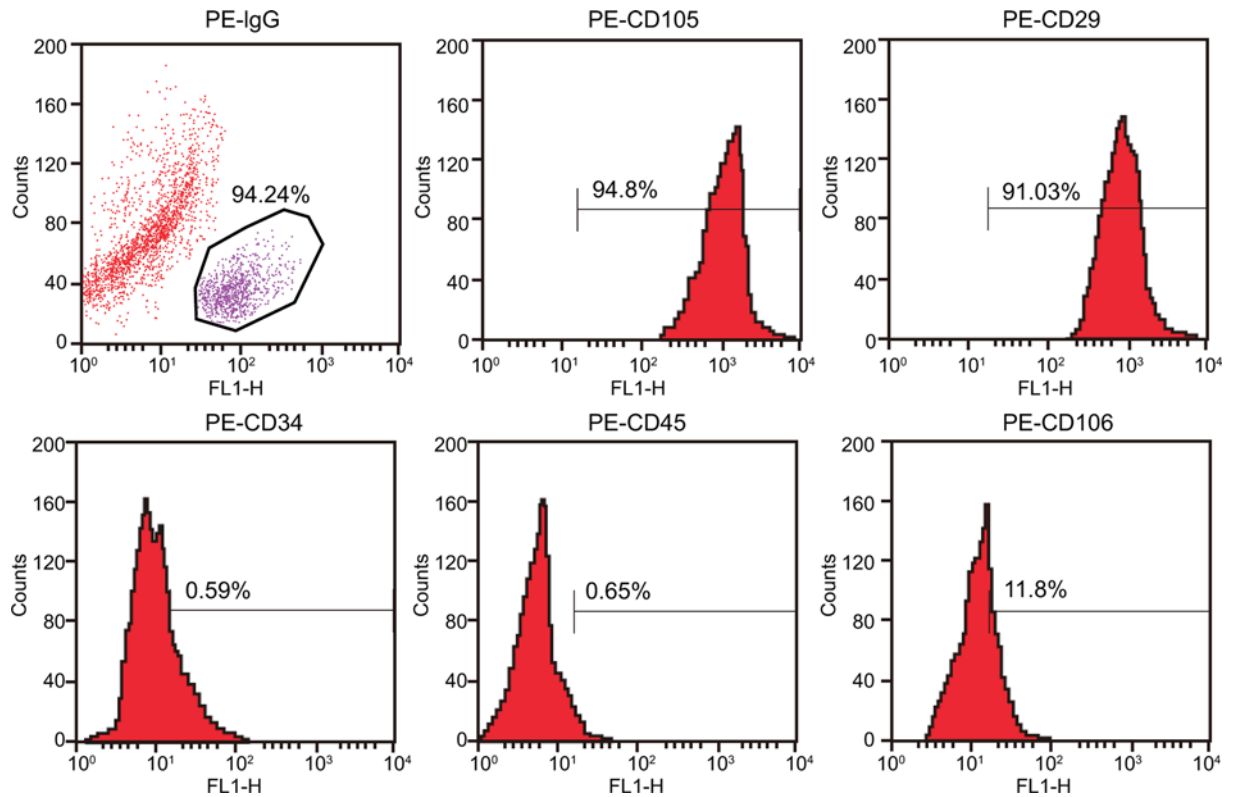 PE-IgG
200
160
120
80
40
0
Counts
94.24%
10⁰ 10¹ 10² 10³ 10⁴
FL1-H
PE-CD105
200
160
120
80
40
0
Counts
94.8%
10⁰ 10¹ 10² 10³ 10⁴
FL1-H
PE-CD29
200
160
120
80
40
0
Counts
91.03%
10⁰ 10¹ 10² 10³ 10⁴
FL1-H
PE-CD34
200
160
120
80
40
0
Counts
0.59%
10⁰ 10¹ 10² 10³ 10⁴
FL1-H
PE-CD45
200
160
120
80
40
0
Counts
0.65%
10⁰ 10¹ 10² 10³ 10⁴
FL1-H
PE-CD106
200
160
120
80
40
0
Counts
11.8%
10⁰ 10¹ 10² 10³ 10⁴
FL1-H